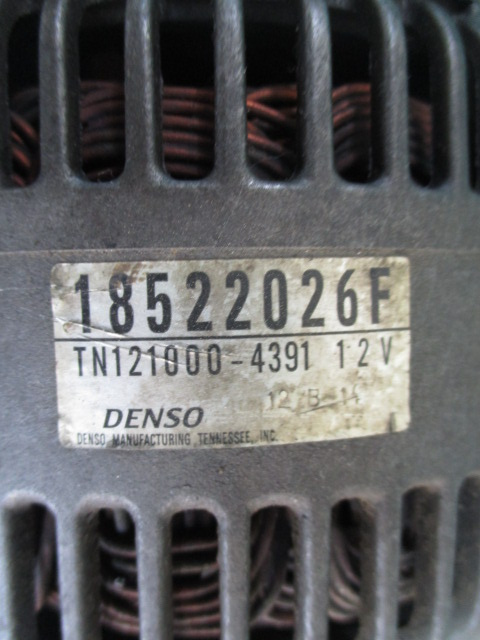 18522026F
TN121000-4391 12V
DENSO
DENSO MANUFACTURING TENNESSEE, INC.